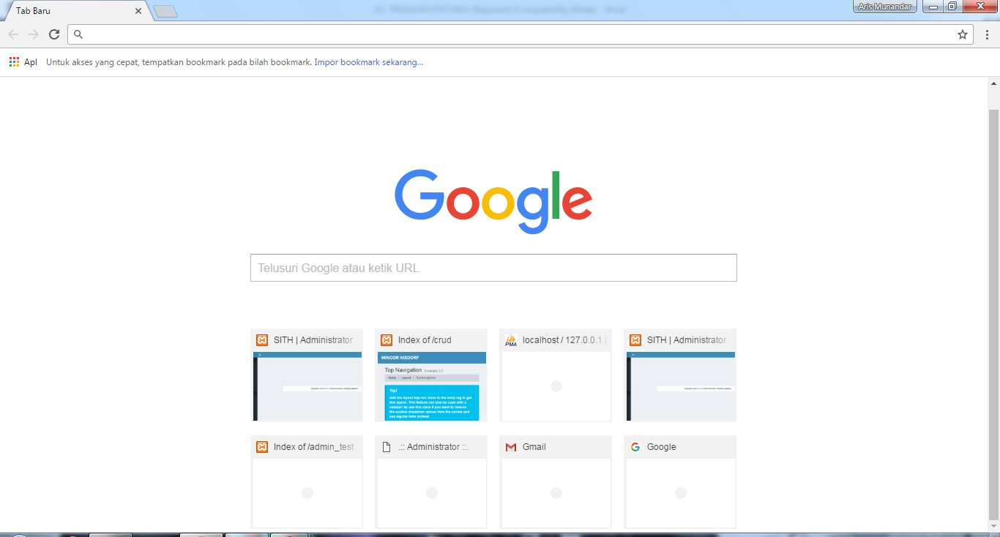 Tab Baru
Aris Munandar
Apl Untuk akses yang cepat, tempatkan bookmark pada bilah bookmark. Impor bookmark sekarang...
Google
Telusuri Google atau ketik URL
SITH | Administrator
Index of /crud
localhost / 127.0.0.1 |
SITH | Administrator
WINCOR NIXDORF
Top Navigation Example 2.0
Home > Layout > Top Navigation
Tip!
Add the layout-top-nav class to the body tag to get
this layout. This feature can also be used with a
sidebar! So use this class if you want to remove
the custom dropdown menus from the navbar and
use regular links instead.
Index of /admin_test
.:: Administrator ::.
Gmail
Google
PMA